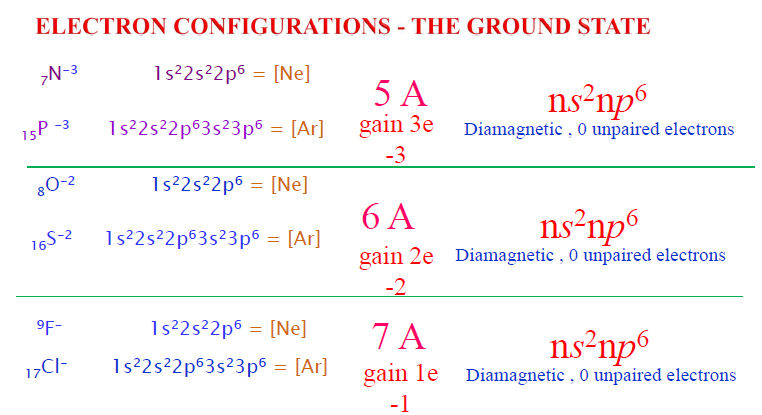 ELECTRON CONFIGURATIONS - THE GROUND STATE
₇N⁻³ 1s²2s²2p⁶ = [Ne]
5 A
ns²np⁶
₁₅P ⁻³ 1s²2s²2p⁶3s²3p⁶ = [Ar]
gain 3e
Diamagnetic , 0 unpaired electrons
-3
₈O⁻² 1s²2s²2p⁶ = [Ne]
6 A
ns²np⁶
₁₆S⁻² 1s²2s²2p⁶3s²3p⁶ = [Ar]
gain 2e
Diamagnetic , 0 unpaired electrons
-2
⁹F⁻ 1s²2s²2p⁶ = [Ne]
7 A
ns²np⁶
₁₇Cl⁻ 1s²2s²2p⁶3s²3p⁶ = [Ar]
gain 1e
Diamagnetic , 0 unpaired electrons
-1